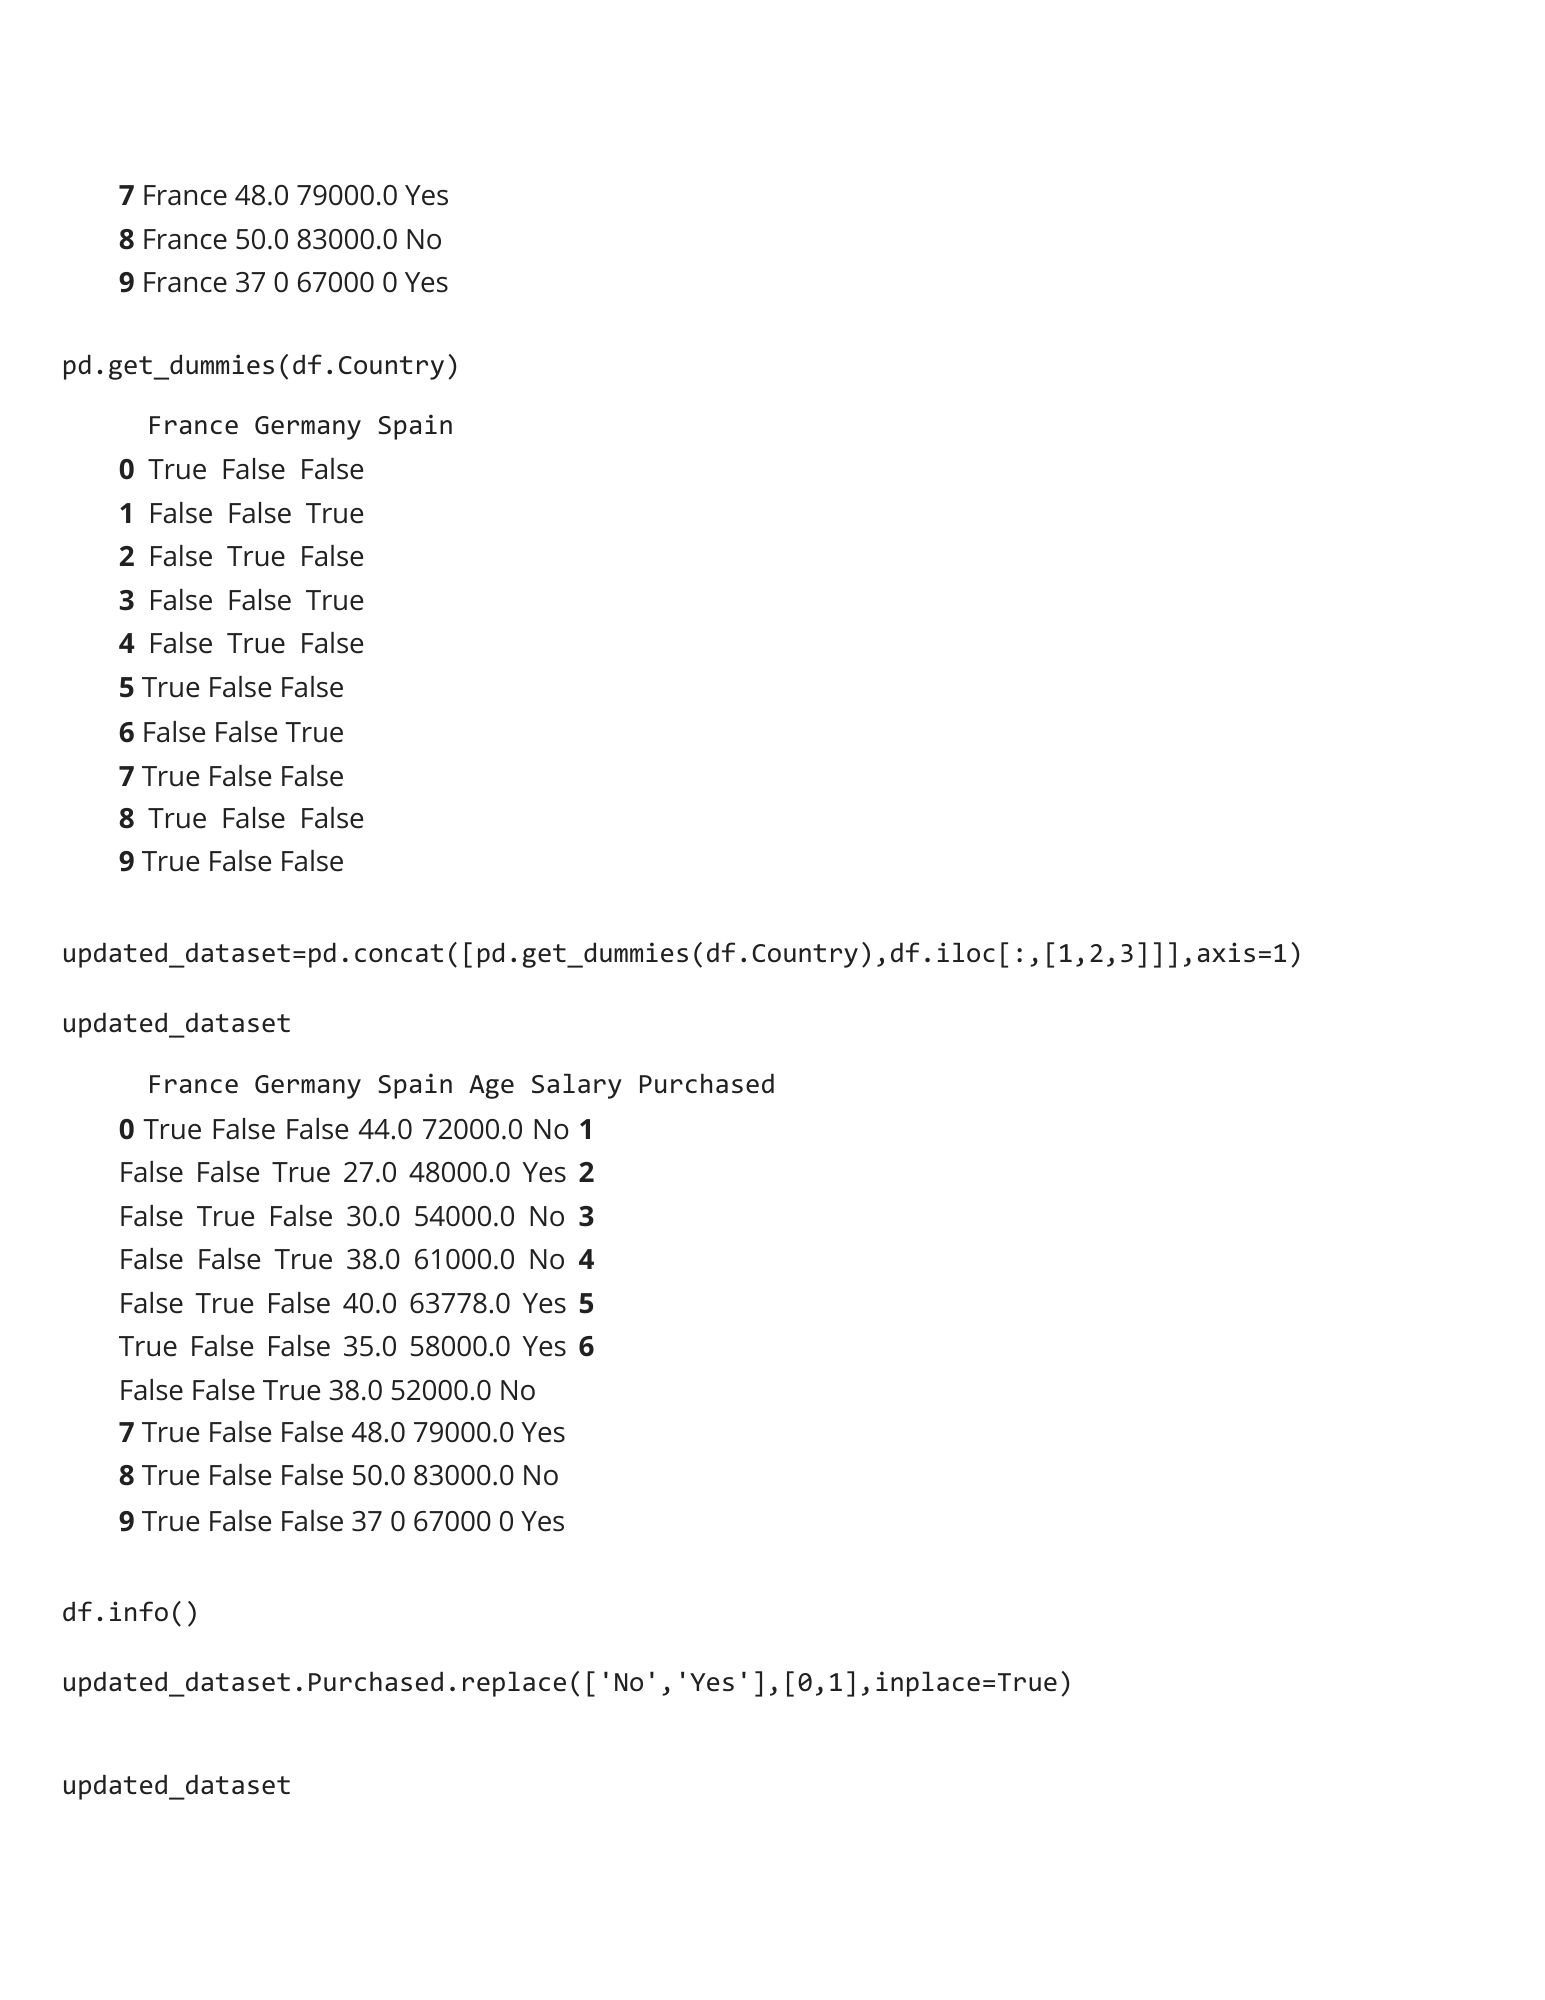 7 France 48.0 79000.0 Yes
8 France 50.0 83000.0 No
9 France 37 0 67000 0 Yes
pd.get_dummies(df.Country)
France Germany Spain
0 True False False
1 False False True
2 False True False
3 False False True
4 False True False
5 True False False
6 False False True
7 True False False
8 True False False
9 True False False
updated_dataset=pd.concat([pd.get_dummies(df.Country),df.iloc[:,[1,2,3]]],axis=1)
updated_dataset
France Germany Spain Age Salary Purchased
0 True False False 44.0 72000.0 No 1
False False True 27.0 48000.0 Yes 2
False True False 30.0 54000.0 No 3
False False True 38.0 61000.0 No 4
False True False 40.0 63778.0 Yes 5
True False False 35.0 58000.0 Yes 6
False False True 38.0 52000.0 No
7 True False False 48.0 79000.0 Yes
8 True False False 50.0 83000.0 No
9 True False False 37 0 67000 0 Yes
df.info()
updated_dataset.Purchased.replace(['No','Yes'],[0,1],inplace=True)
updated_dataset